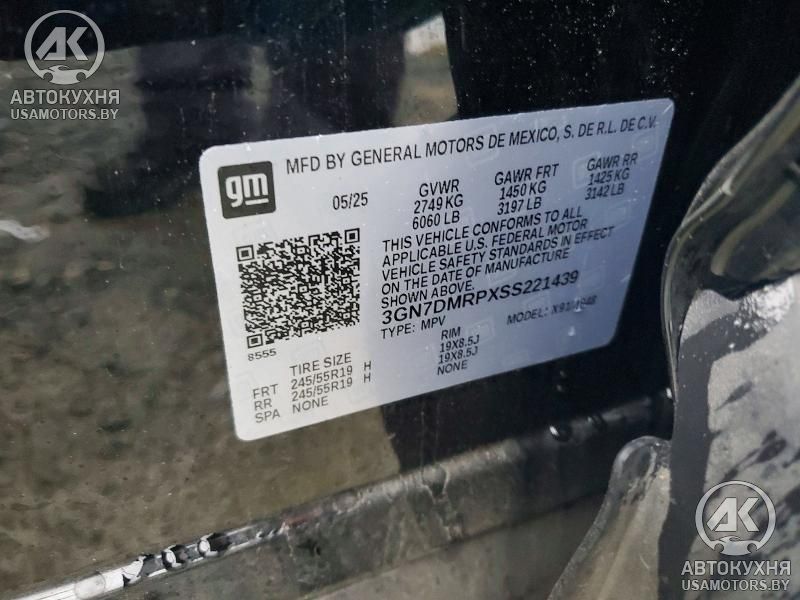 AK
АВТОКУХНЯ
USAMOTORS.BY
gm
MFD BY GENERAL MOTORS DE MEXICO, S. DE R.L. DE C.V.
05/25
GVWR
2749 KG
6060 LB
GAWR FRT
1450 KG
3197 LB
GAWR RR
1425 KG
3142 LB
THIS VEHICLE CONFORMS TO ALL
APPLICABLE U.S. FEDERAL MOTOR
VEHICLE SAFETY STANDARDS IN EFFECT
ON THE DATE OF MANUFACTURE
SHOWN ABOVE.
3GN7DMRPXSS221439
TYPE: MPV
MODEL:
8555
TIRE SIZE
RIM
FRT 245/55R19 H 19X8.5J
RR 245/55R19 H 19X8.5J
SPA NONE NONE
AK
АВТОКУХНЯ
USAMOTORS.BY